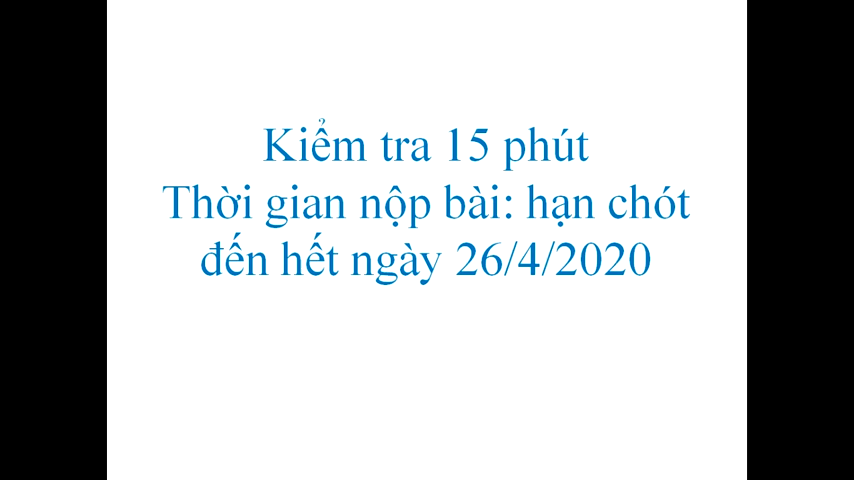 Kiểm tra 15 phút
Thời gian nộp bài: hạn chót
đến hết ngày 26/4/2020